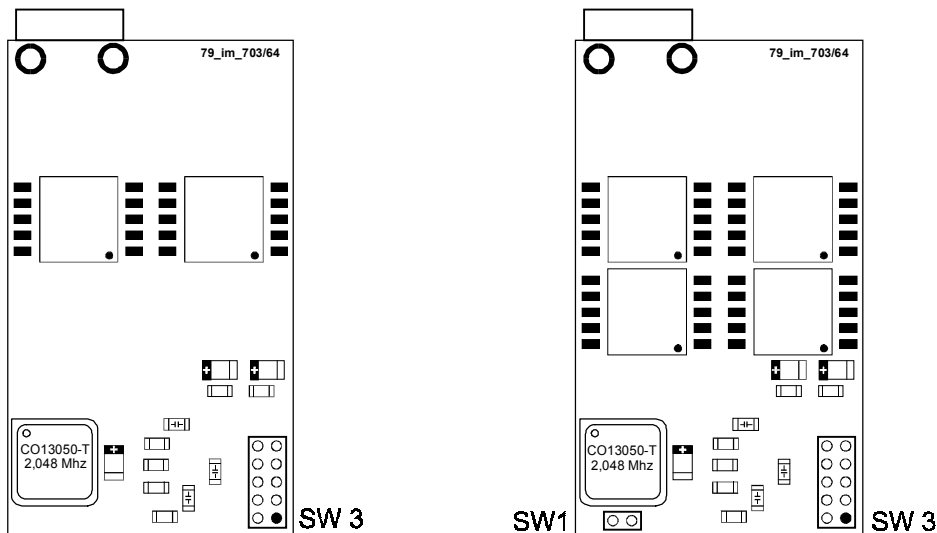 79_im_703/64
CO13050-T
2,048 Mhz
SW 3
79_im_703/64
CO13050-T
2,048 Mhz
SW1
SW 3